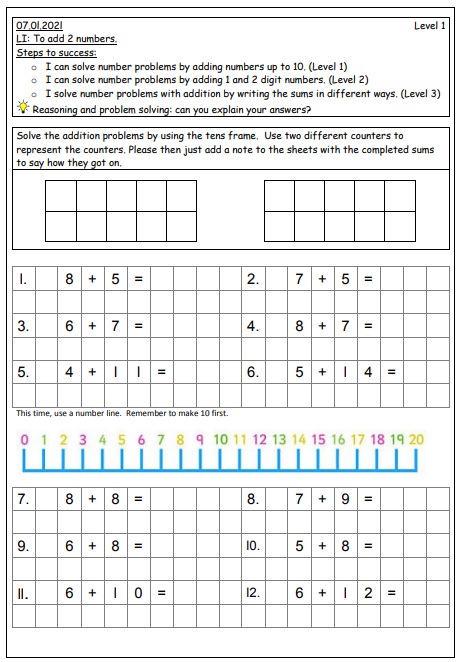 07.01.2021 Level 1
LI: To add 2 numbers.
Steps to success:
o I can solve number problems by adding numbers up to 10. (Level 1)
o I can solve number problems by adding 1 and 2 digit numbers. (Level 2)
o I solve number problems with addition by writing the sums in different ways. (Level 3)
Reasoning and problem solving: can you explain your answers?
Solve the addition problems by using the tens frame. Use two different counters to
represent the counters. Please then just add a note to the sheets with the completed sums
to say how they got on.
1. 8 + 5 = 2. 7 + 5 =
3. 6 + 7 = 4. 8 + 7 =
5. 4 + 1 1 = 6. 5 + 1 4 =
This time, use a number line. Remember to make 10 first.
0 1 2 3 4 5 6 7 8 9 10 11 12 13 14 15 16 17 18 19 20
7. 8 + 8 = 8. 7 + 9 =
9. 6 + 8 = 10. 5 + 8 =
11. 6 + 1 0 = 12. 6 + 1 2 =